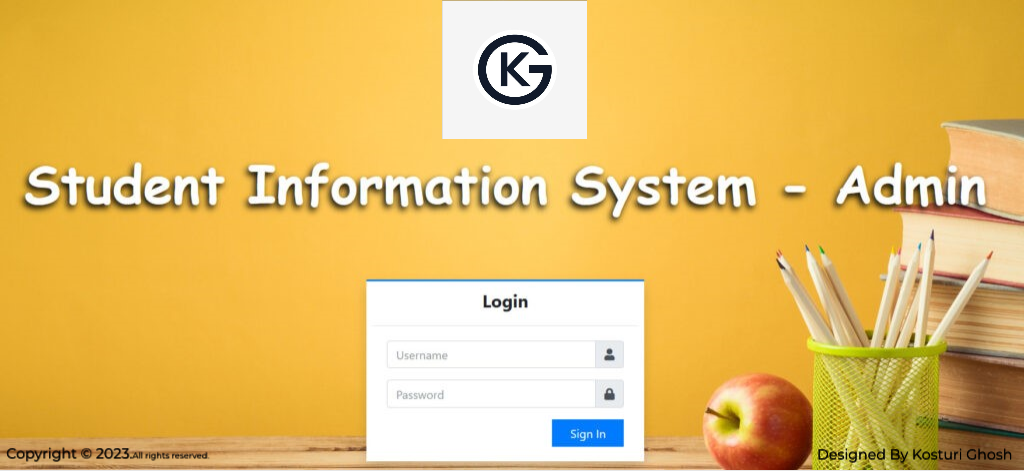 KG
Student Information System - Admin
Login
Username
Password
Sign In
Copyright © 2023.All rights reserved.
Designed By Kosturi Ghosh